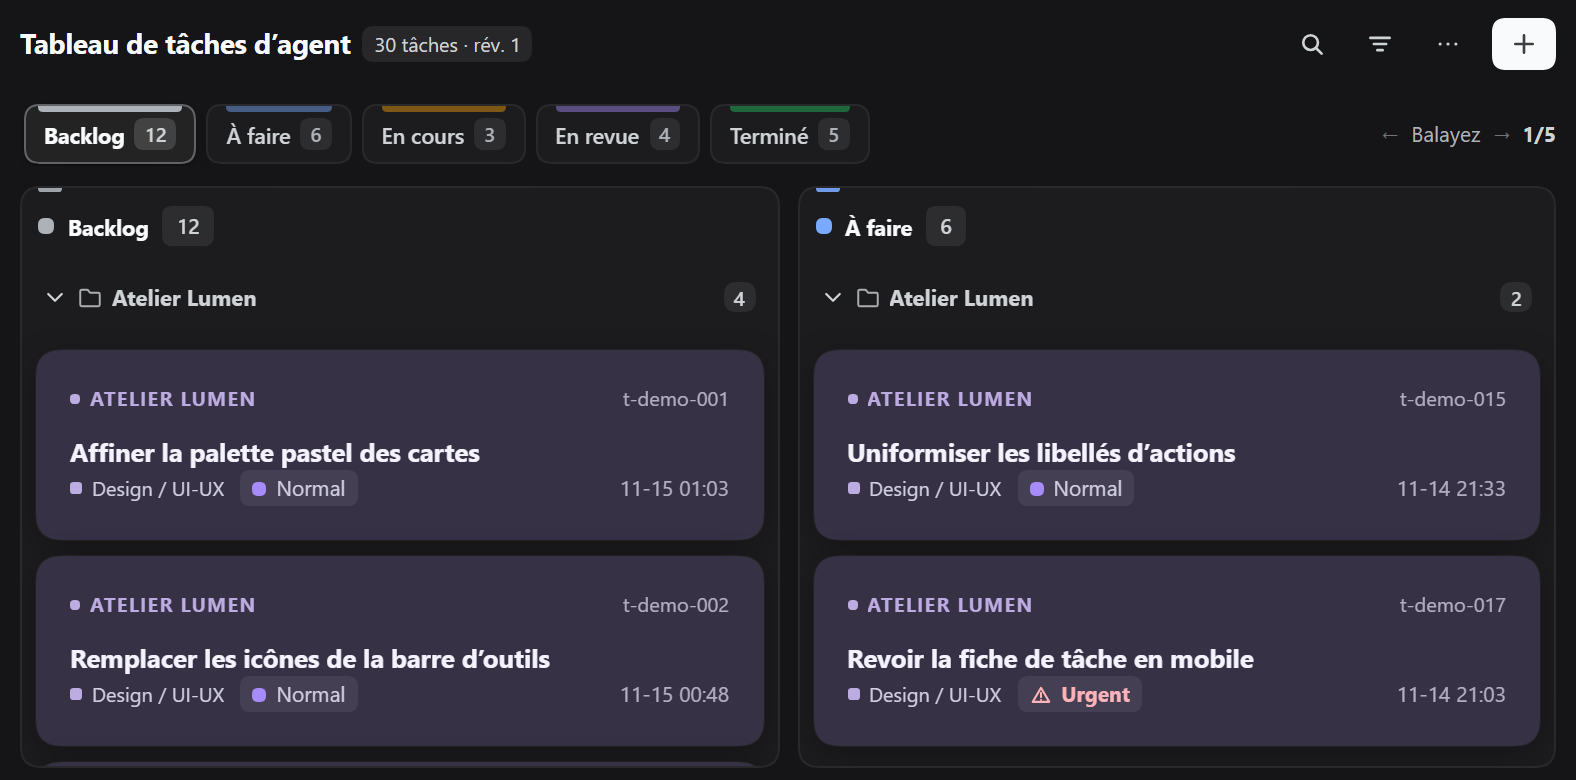 Tableau de tâches d’agent
30 tâches · rév. 1
Backlog 12
À faire 6
En cours 3
En revue 4
Terminé 5
← Balayez → 1/5
Backlog 12
Atelier Lumen 4
ATELIER LUMEN t-demo-001
Affiner la palette pastel des cartes
Design / UI-UX Normal 11-15 01:03
ATELIER LUMEN t-demo-002
Remplacer les icônes de la barre d’outils
Design / UI-UX Normal 11-15 00:48
À faire 6
Atelier Lumen 2
ATELIER LUMEN t-demo-015
Uniformiser les libellés d’actions
Design / UI-UX Normal 11-14 21:33
ATELIER LUMEN t-demo-017
Revoir la fiche de tâche en mobile
Design / UI-UX Urgent 11-14 21:03